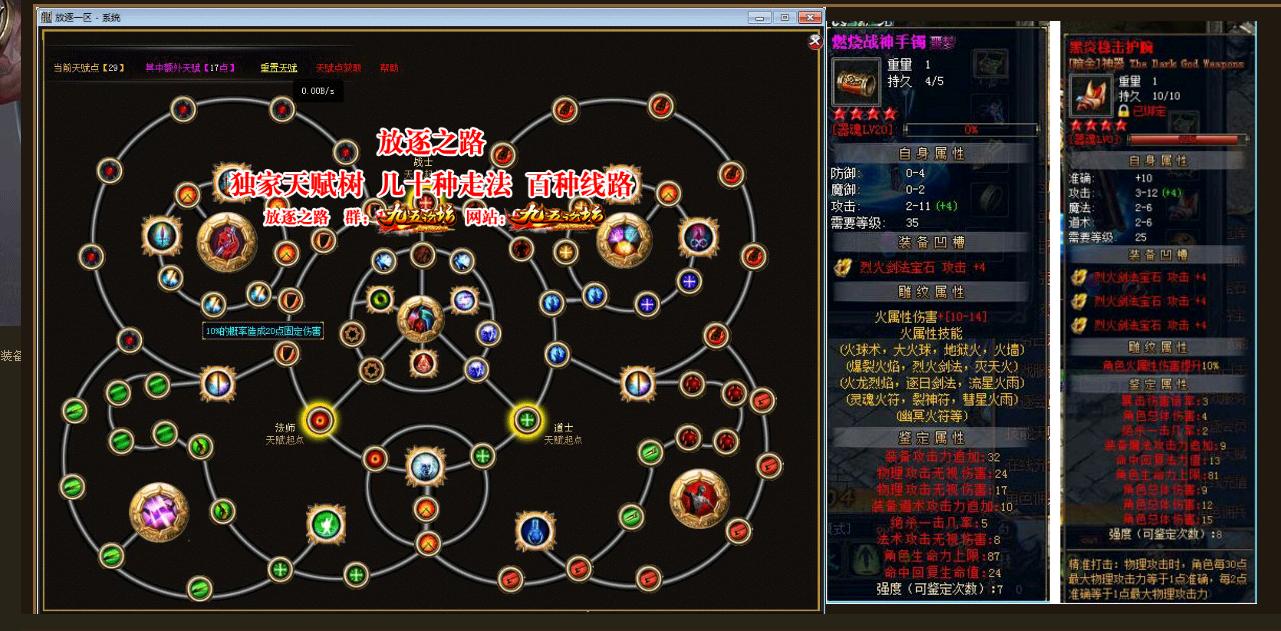 放逐一区 - 系统
当前天赋点【29】 其中额外天赋【17点】 重置天赋 天赋点获取 帮助
0.00B/s
放逐之路
战士
独家天赋树 几十种走法 百种线路
放逐之路 群: 九五沙坊 网站: 九五沙坊
10%的概率造成20点固定伤害
法师
天赋起点
道士
天赋起点
装备
燃烧战神手镯
重量 1
持久 4/5
[器魂LV20] 0%
自身属性
防御: 0-4
魔御: 0-2
攻击: 2-11 (+4)
需要等级: 35
装备凹槽
烈火剑法宝石 攻击 +4
雕纹属性
火属性伤害+[10-14]
火属性技能
(火球术，大火球，地狱火，火墙)
(爆裂火焰，烈火剑法，灭天火)
(火龙烈焰，逐日剑法，流星火雨)
(灵魂火符，裂神符，彗星火雨)
(幽冥火符等)
鉴定属性
装备攻击力追加:32
物理攻击无视伤害:24
物理攻击无视伤害:17
装备道术攻击力追加:10
绝杀一击几率:5
法术攻击无视伤害:8
角色生命力上限:87
命中回复生命值:24
强度 (可鉴定次数) :7
黑炎稳击护腕
[暗金]神器 The Dark God Weapons
重量 1
持久 10/10
已绑定
自身属性
准确: +10
攻击: 3-12 (+4)
魔法: 2-6
道术: 2-6
需要等级: 25
装备凹槽
烈火剑法宝石 攻击 +4
烈火剑法宝石 攻击 +4
烈火剑法宝石 攻击 +4
雕纹属性
角色火属性伤害提升10%
鉴定属性
暴击伤害倍率:3
角色总体伤害:4
绝杀一击几率:2
装备魔法攻击力追加:9
命中回复法力值:13
角色生命力上限:81
角色总体伤害:9
角色总体伤害:12
角色总体伤害:15
强度 (可鉴定次数) :8
精准打击: 物理攻击时，角色每30点
最大物理攻击力等于1点准确，每2点
准确等于1点最大物理攻击力